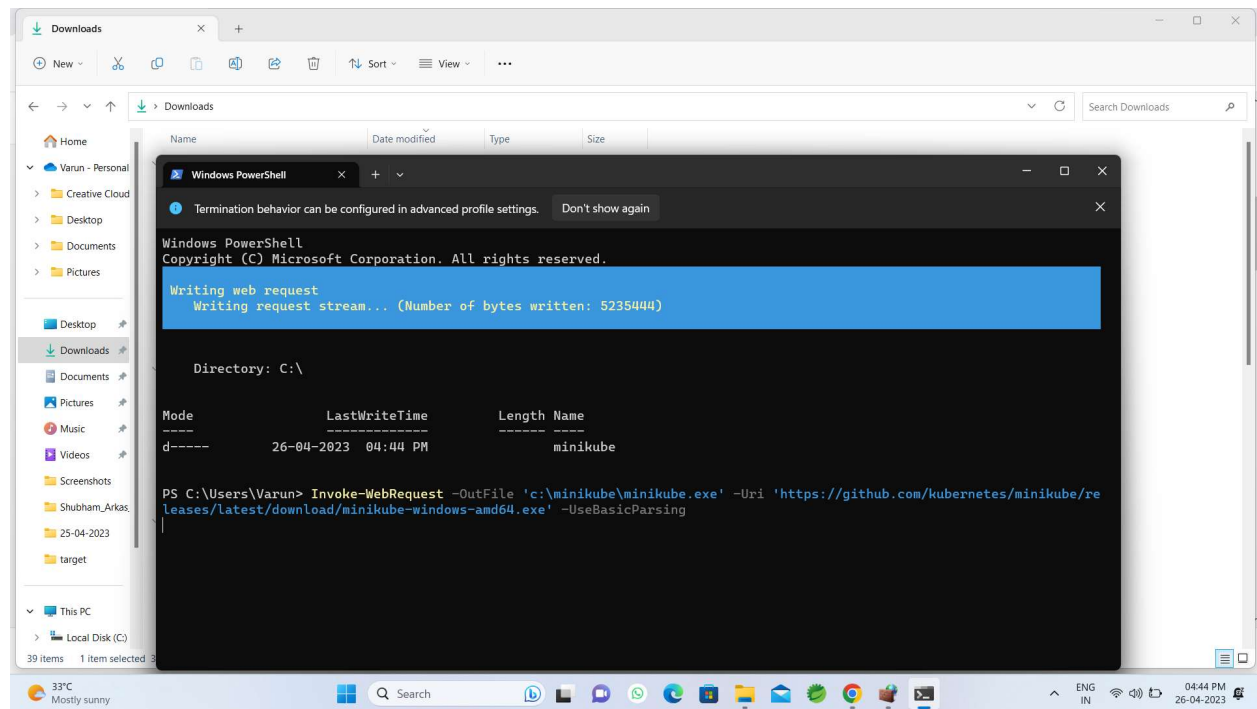 Downloads
New
Sort
View
Downloads
Search Downloads
Home
Varun - Personal
Creative Cloud
Desktop
Documents
Pictures
Desktop
Downloads
Documents
Pictures
Music
Videos
Screenshots
Shubham_Arkas
25-04-2023
target
This PC
Local Disk (C:)
39 items 1 item selected 3
Name Date modified Type Size
Windows PowerShell
Termination behavior can be configured in advanced profile settings. Don't show again
Windows PowerShell
Copyright (C) Microsoft Corporation. All rights reserved.
Writing web request
Writing request stream... (Number of bytes written: 5235444)
Directory: C:\
Mode LastWriteTime Length Name
---- ------------- ------ ----
d----- 26-04-2023 04:44 PM minikube
PS C:\Users\Varun> Invoke-WebRequest -OutFile 'c:\minikube\minikube.exe' -Uri 'https://github.com/kubernetes/minikube/re
leases/latest/download/minikube-windows-amd64.exe' -UseBasicParsing
33°C
Mostly sunny
Search
ENG
IN
04:44 PM
26-04-2023